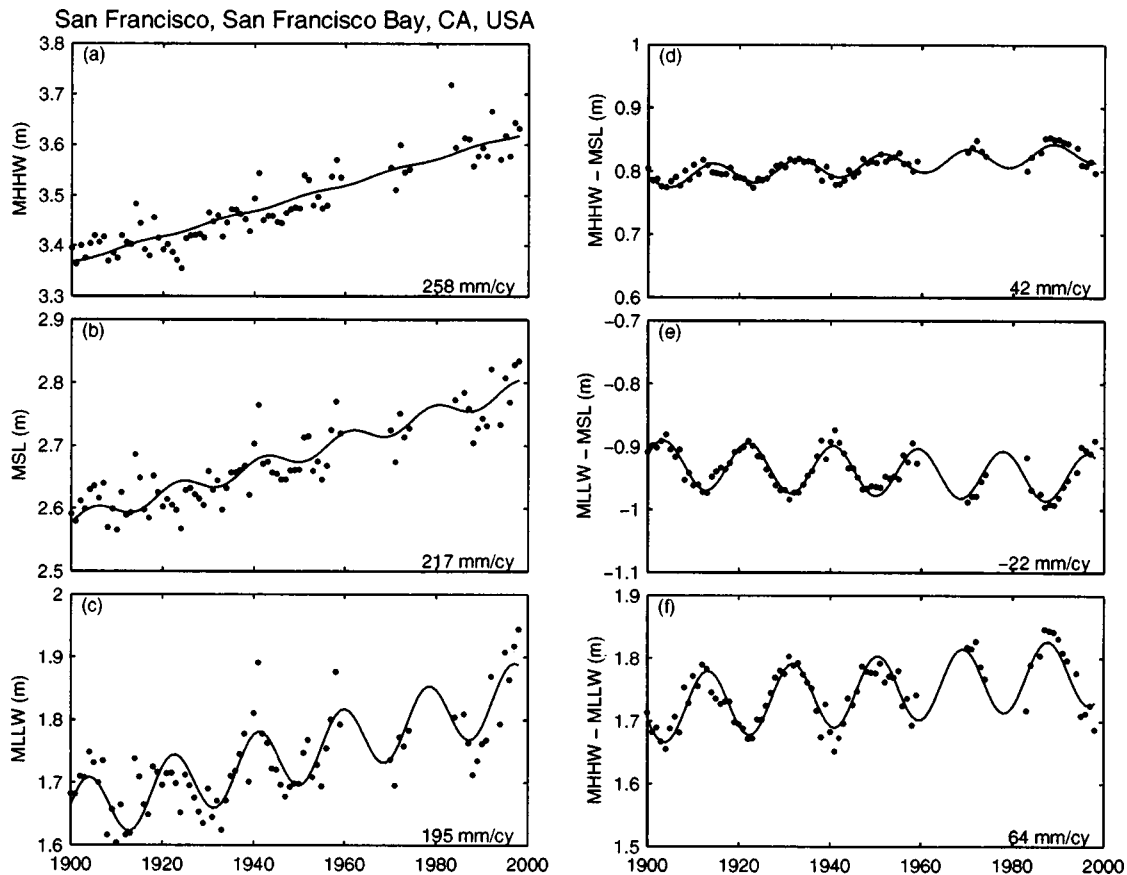 San Francisco, San Francisco Bay, CA, USA
(a)
MHHW (m)
3.8
3.7
3.6
3.5
3.4
3.3
258 mm/cy
(b)
MSL (m)
2.9
2.8
2.7
2.6
2.5
217 mm/cy
(c)
MLLW (m)
2
1.9
1.8
1.7
1.6
195 mm/cy
1900 1920 1940 1960 1980 2000
(d)
MHHW − MSL (m)
1
0.9
0.8
0.7
0.6
42 mm/cy
(e)
MLLW − MSL (m)
−0.7
−0.8
−0.9
−1
−1.1
−22 mm/cy
(f)
MHHW − MLLW (m)
1.9
1.8
1.7
1.6
1.5
64 mm/cy
1900 1920 1940 1960 1980 2000